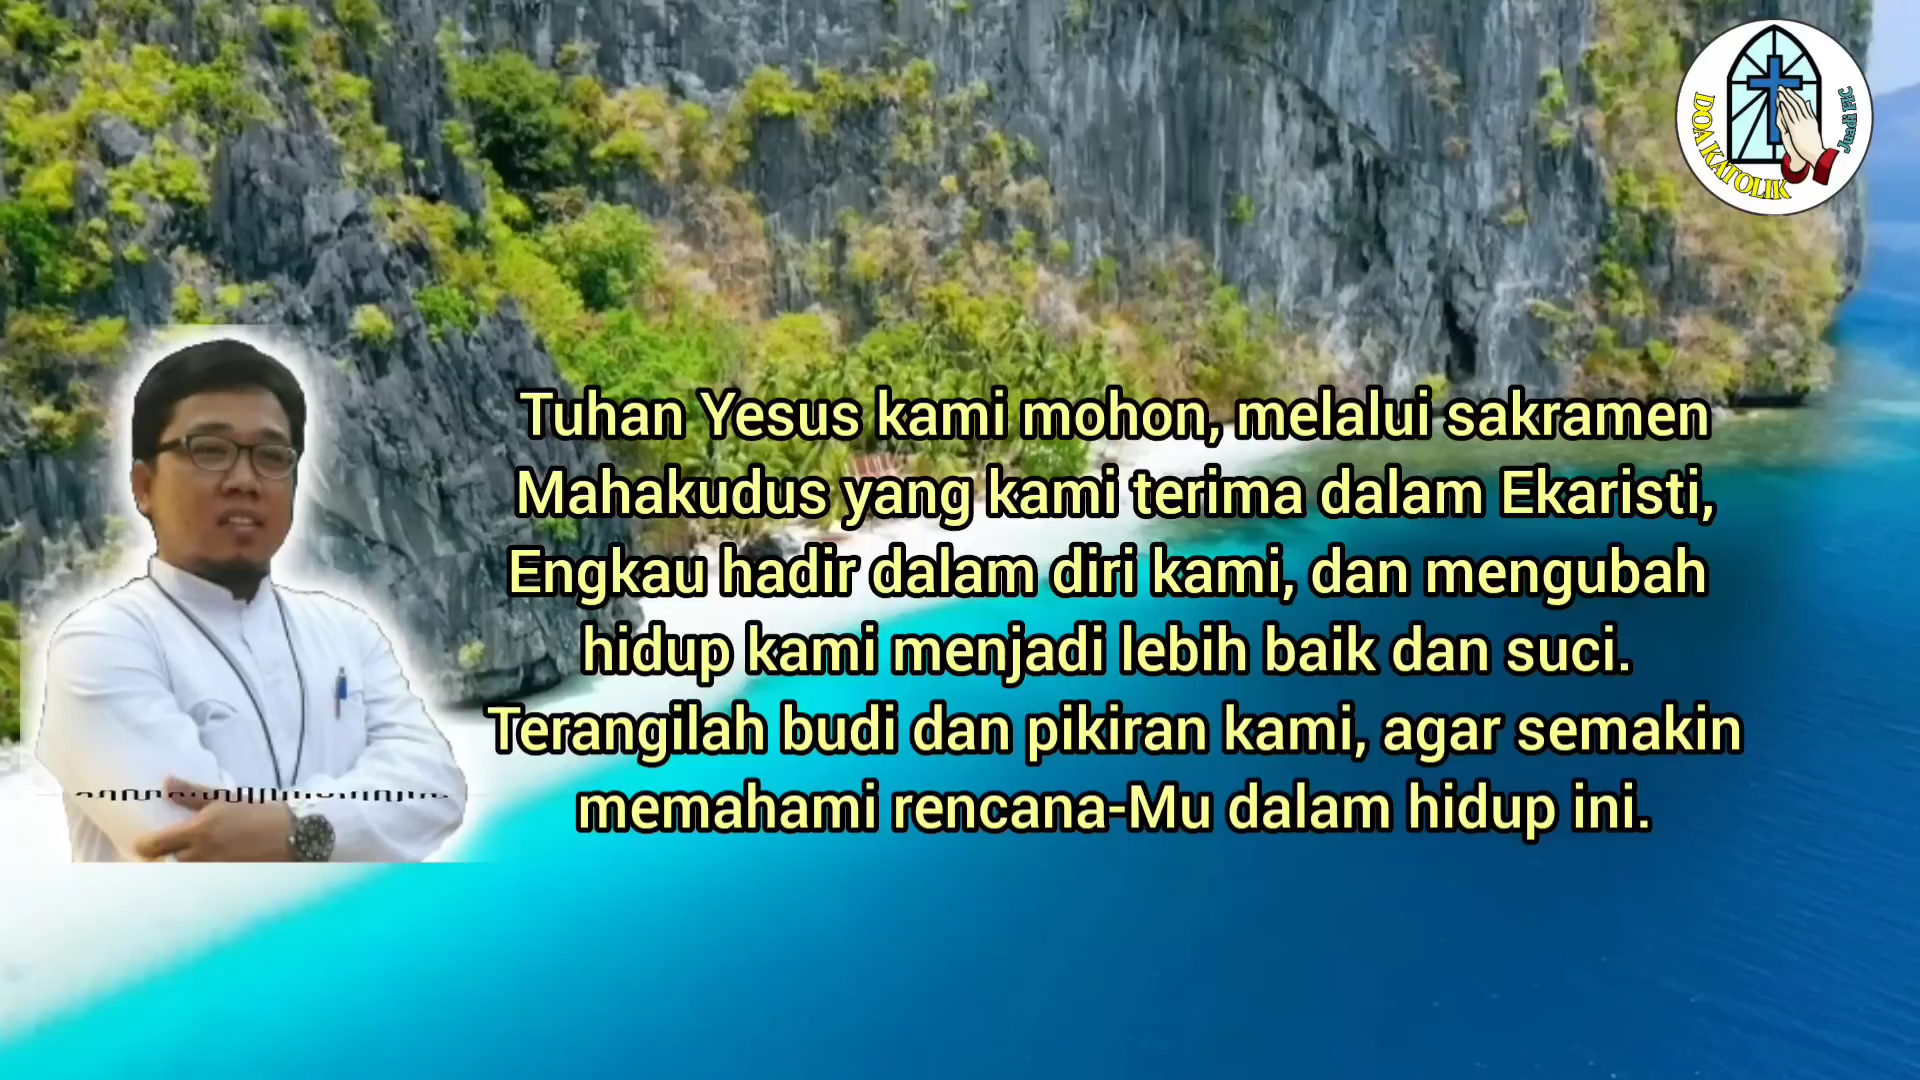 DOA KATOLIK
Juadi FIC
Tuhan Yesus kami mohon, melalui sakramen
Mahakudus yang kami terima dalam Ekaristi,
Engkau hadir dalam diri kami, dan mengubah
hidup kami menjadi lebih baik dan suci.
Terangilah budi dan pikiran kami, agar semakin
memahami rencana-Mu dalam hidup ini.